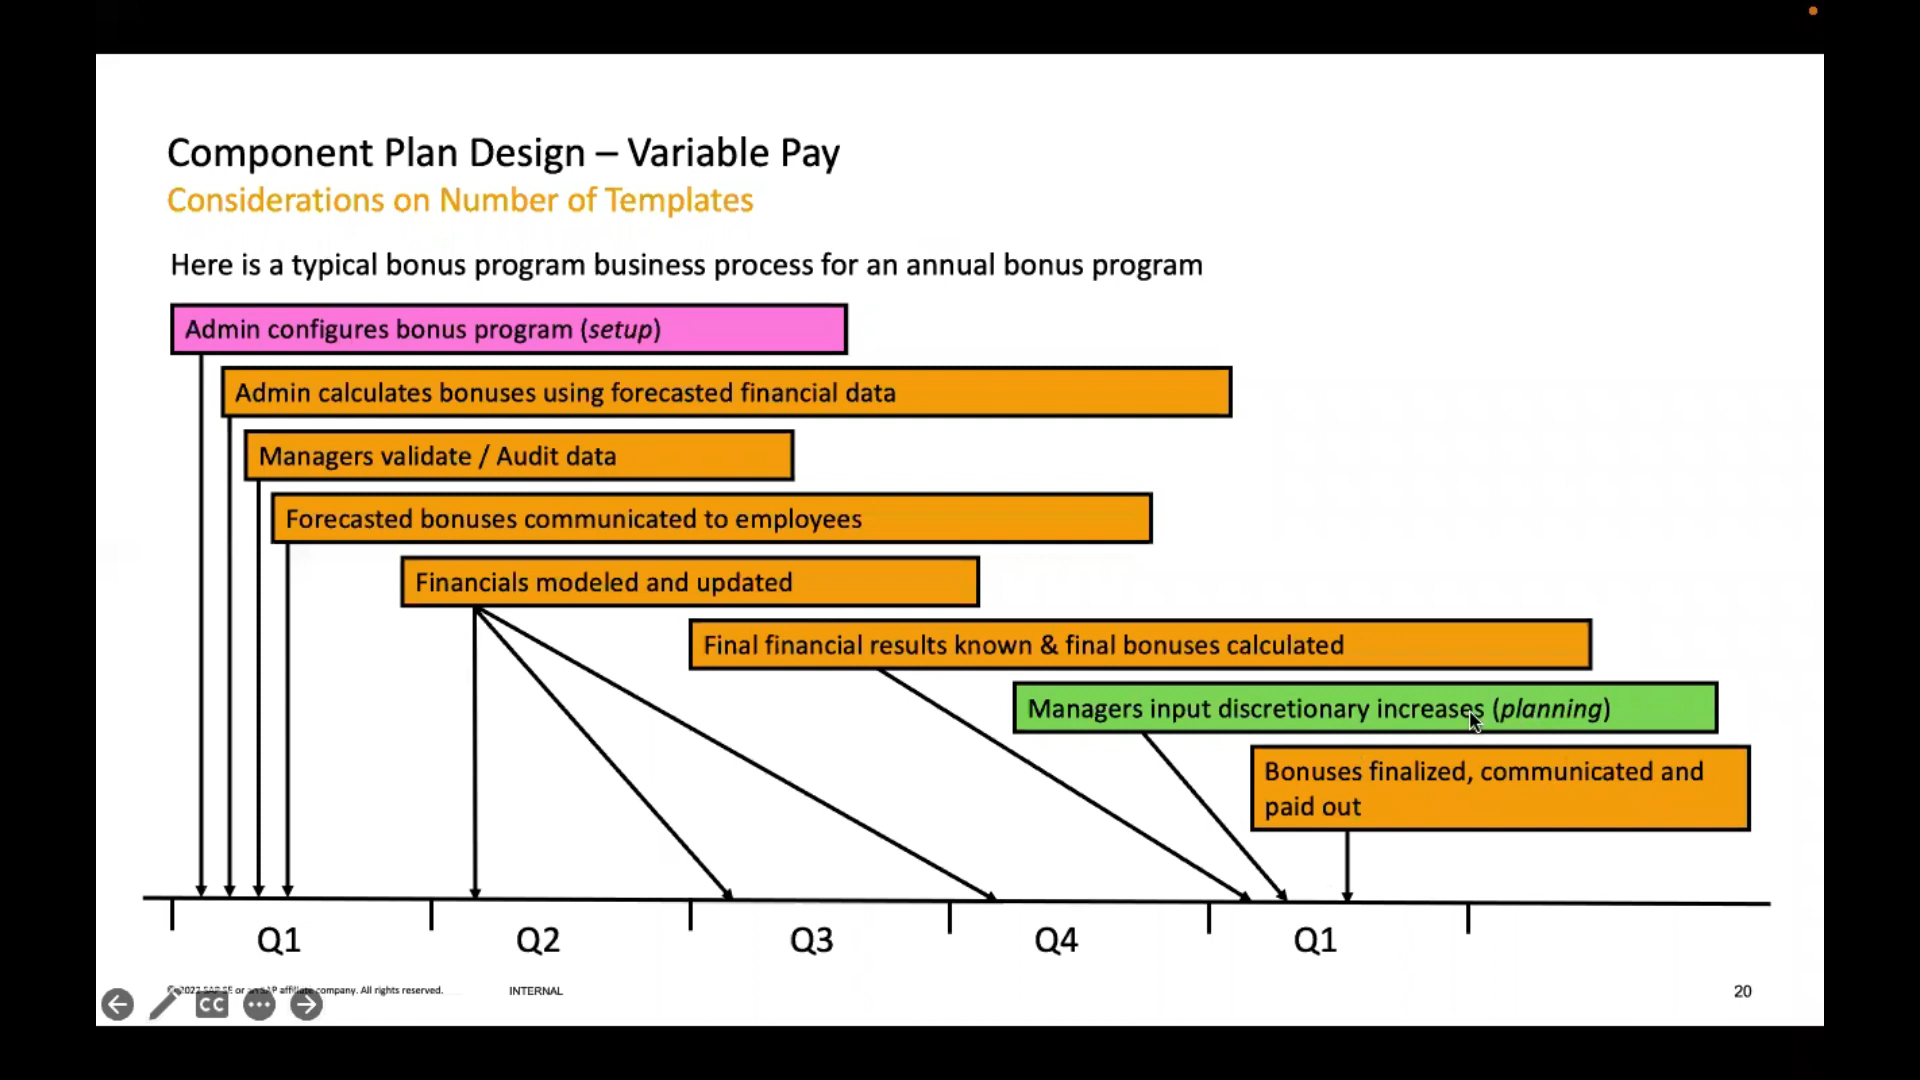 Component Plan Design – Variable Pay
Considerations on Number of Templates
Here is a typical bonus program business process for an annual bonus program
Admin configures bonus program (setup)
Admin calculates bonuses using forecasted financial data
Managers validate / Audit data
Forecasted bonuses communicated to employees
Financials modeled and updated
Final financial results known & final bonuses calculated
Managers input discretionary increases (planning)
Bonuses finalized, communicated and
paid out
Q1 Q2 Q3 Q4 Q1
SAP affiliate company. All rights reserved. INTERNAL 20
CC